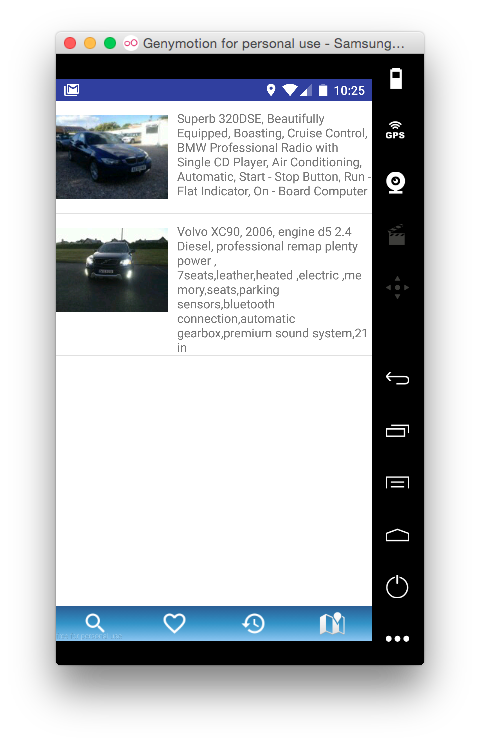 Genymotion for personal use - Samsung...
10:25
GPS
Superb 320DSE, Beautifully
Equipped, Boasting, Cruise Control,
BMW Professional Radio with
Single CD Player, Air Conditioning,
Automatic, Start - Stop Button, Run -
Flat Indicator, On - Board Computer
Volvo XC90, 2006, engine d5 2.4
Diesel, professional remap plenty
power ,
7seats,leather,heated ,electric ,me
mory,seats,parking
sensors,bluetooth
connection,automatic
gearbox,premium sound system,21
in